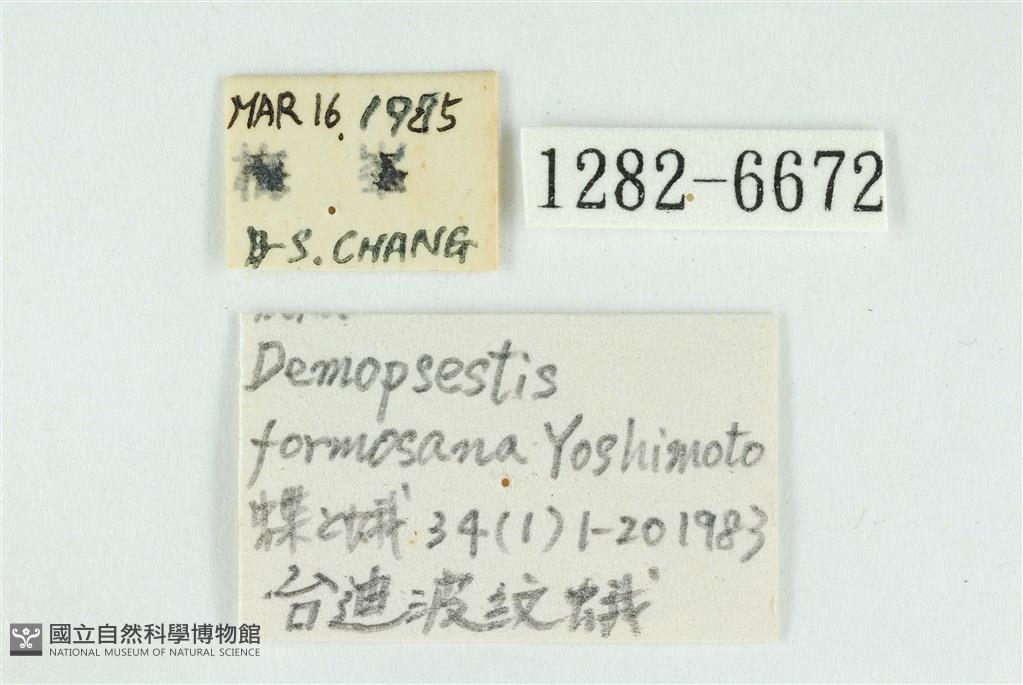 MAR 16. 1985
B.S. CHANG
1282-6672
Demopsestis
formosana Yoshimoto
蝶と蛾 34(1) 1-20 1983
台迪波紋蛾
國立自然科學博物館
NATIONAL MUSEUM OF NATURAL SCIENCE